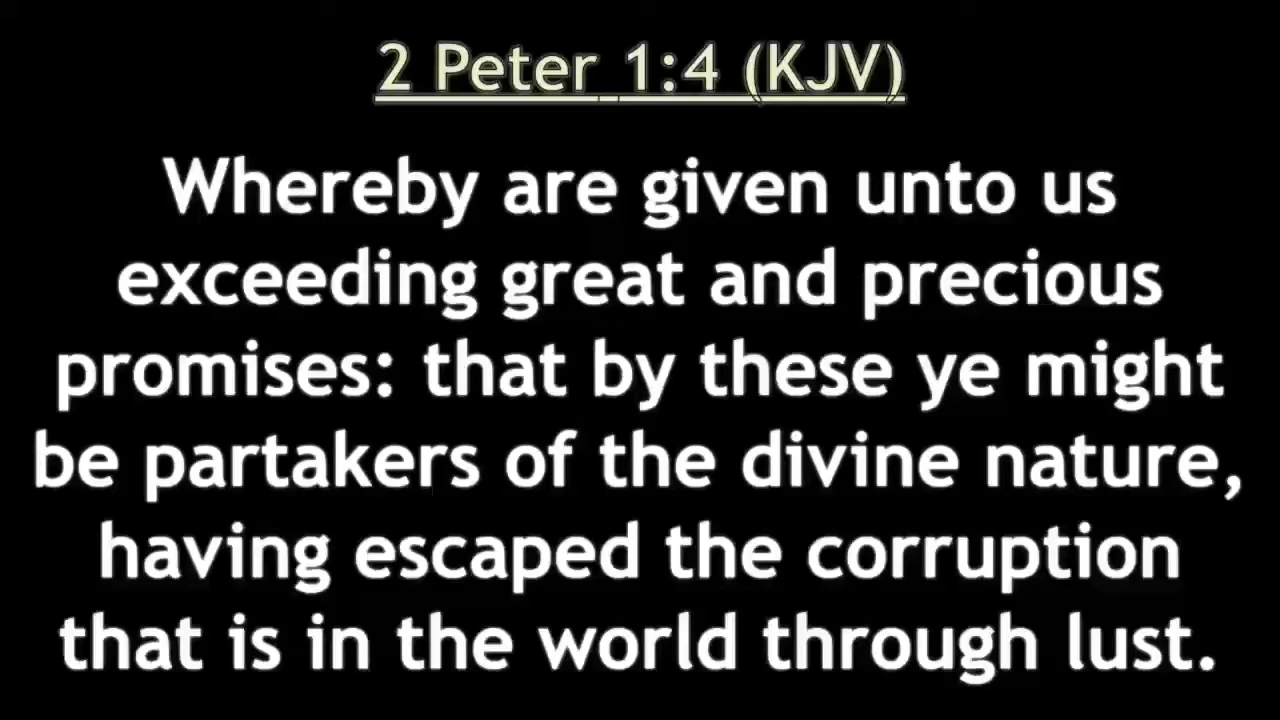 2 Peter 1:4 (KJV)
Whereby are given unto us
exceeding great and precious
promises: that by these ye might
be partakers of the divine nature,
having escaped the corruption
that is in the world through lust.